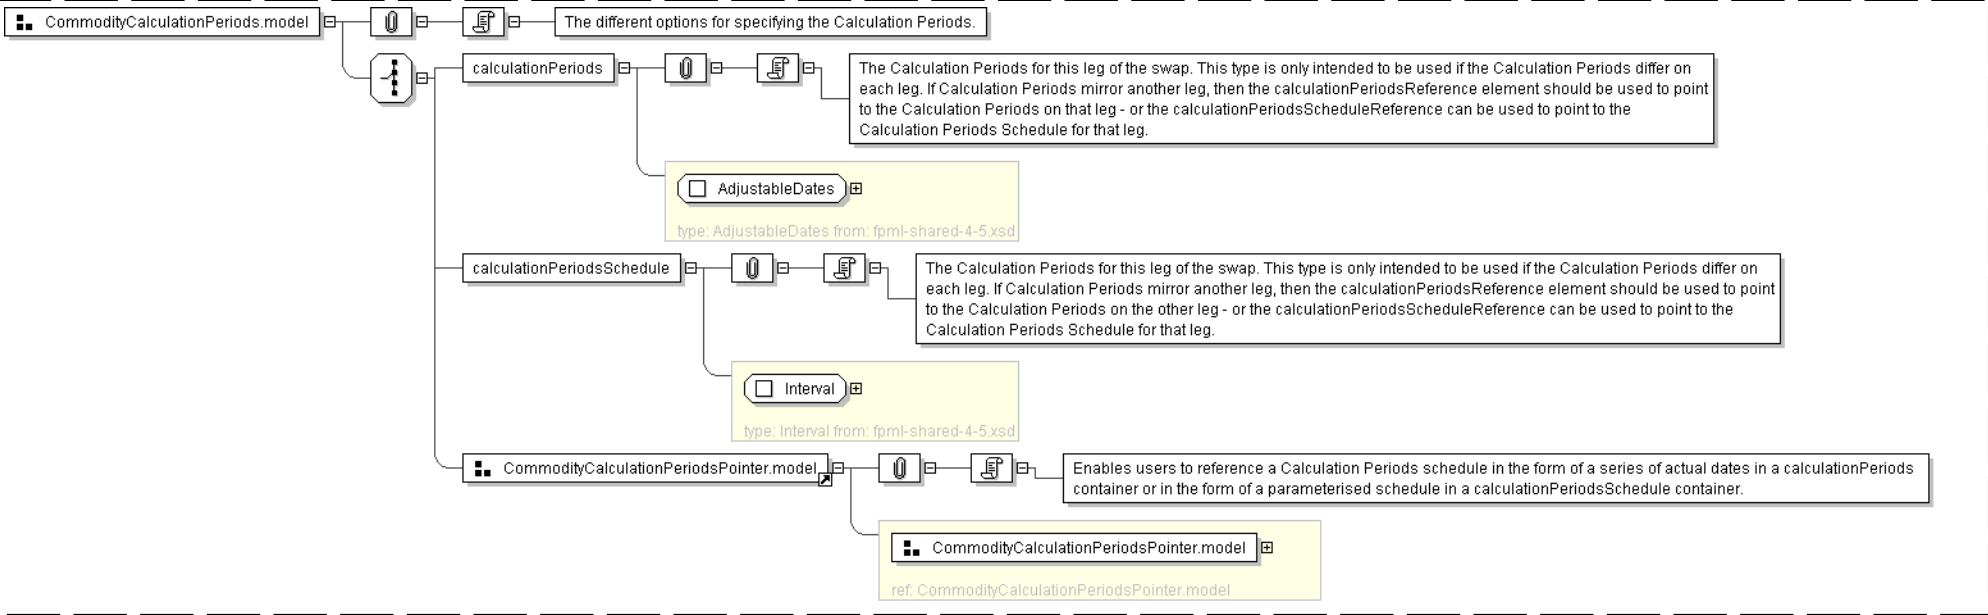 CommodityCalculationPeriods.model
The different options for specifying the Calculation Periods.
calculationPeriods
The Calculation Periods for this leg of the swap. This type is only intended to be used if the Calculation Periods differ on
each leg. If Calculation Periods mirror another leg, then the calculationPeriodsReference element should be used to point
to the Calculation Periods on that leg - or the calculationPeriodsScheduleReference can be used to point to the
Calculation Periods Schedule for that leg.
AdjustableDates
type: AdjustableDates from: fpml-shared-4-5.xsd
calculationPeriodsSchedule
The Calculation Periods for this leg of the swap. This type is only intended to be used if the Calculation Periods differ on
each leg. If Calculation Periods mirror another leg, then the calculationPeriodsReference element should be used to point
to the Calculation Periods on the other leg - or the calculationPeriodsScheduleReference can be used to point to the
Calculation Periods Schedule for that leg.
Interval
type: Interval from: fpml-shared-4-5.xsd
CommodityCalculationPeriodsPointer.model
Enables users to reference a Calculation Periods schedule in the form of a series of actual dates in a calculationPeriods
container or in the form of a parameterised schedule in a calculationPeriodsSchedule container.
CommodityCalculationPeriodsPointer.model
ref: CommodityCalculationPeriodsPointer.model